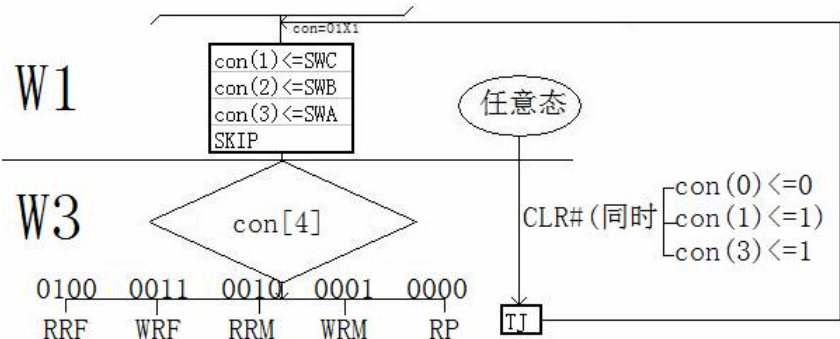 con=01X1
W1
con(1)<=SWC
con(2)<=SWB
con(3)<=SWA
SKIP
任意态
W3
con[4]
CLR#(同时
con(0)<=0
con(1)<=1)
con(3)<=1
0100 0011 0010 0001 0000
RRF WRF RRM WRM RP
TJ